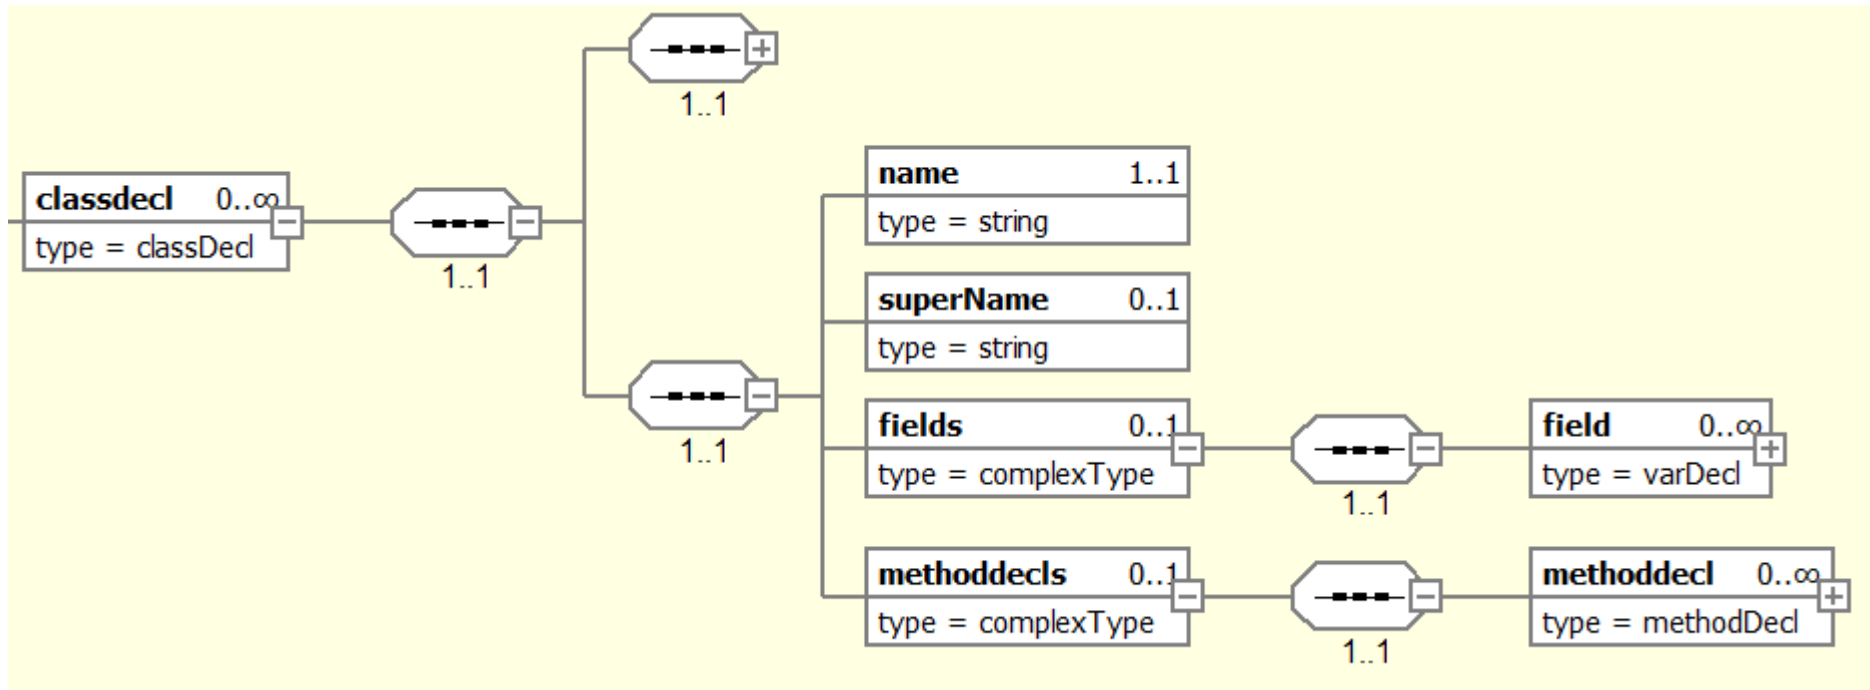 1..1
classdecl 0..∞
type = classDecl
1..1
name 1..1
type = string
superName 0..1
type = string
1..1
fields 0..1
type = complexType
1..1
field 0..∞
type = varDecl
methoddecls 0..1
type = complexType
1..1
methoddecl 0..∞
type = methodDecl